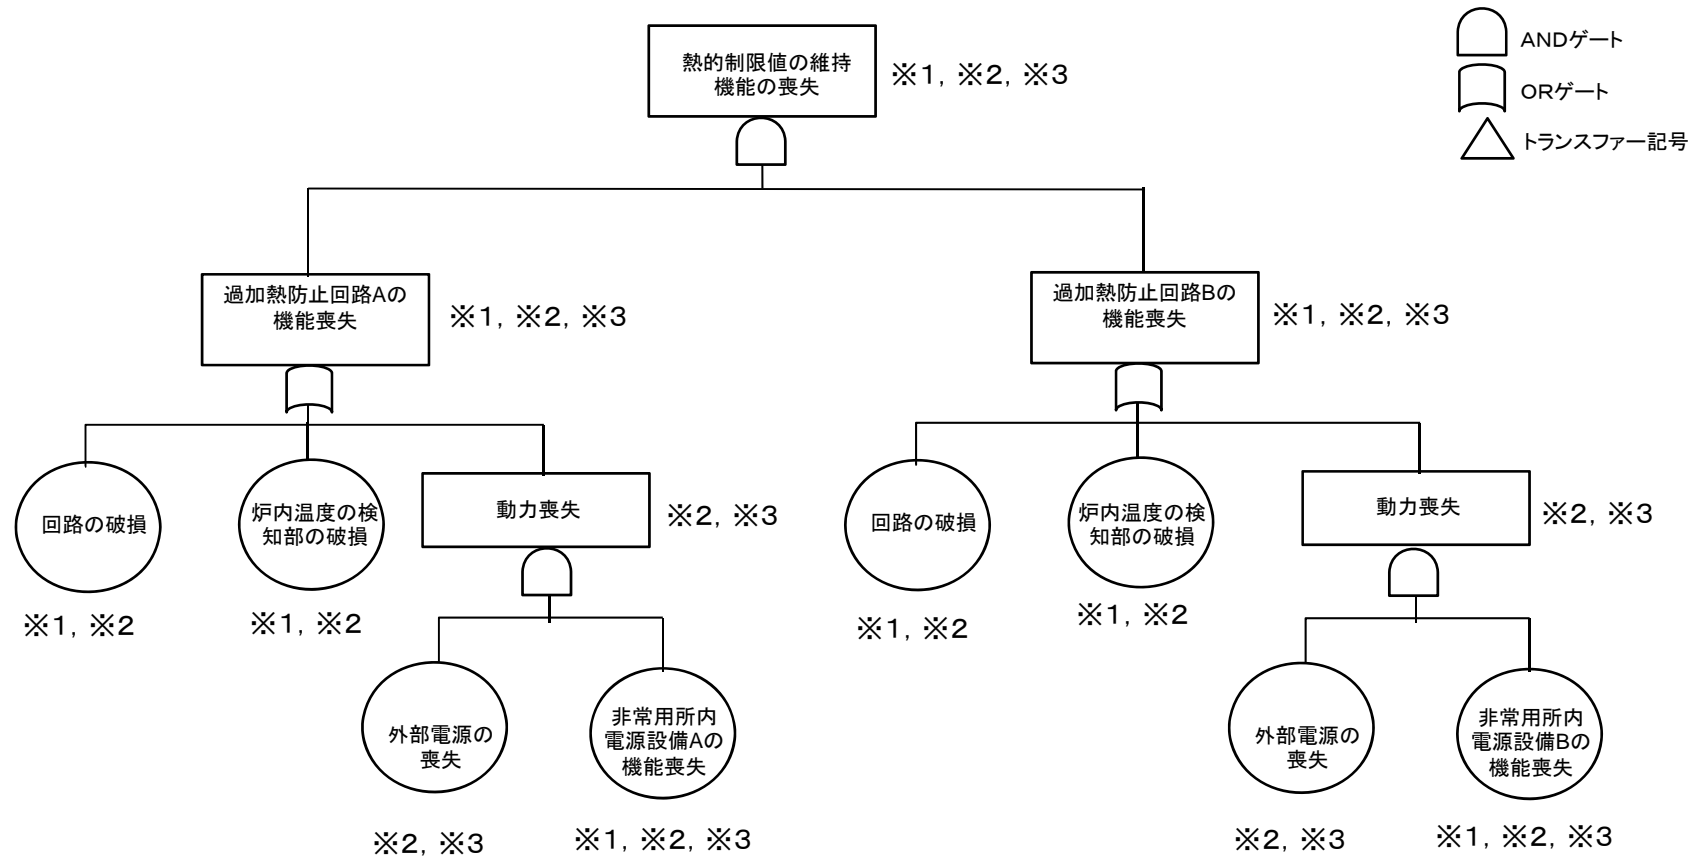 熱的制限値の維持
機能の喪失
※1, ※2, ※3
ANDゲート
ORゲート
トランスファー記号
過加熱防止回路Aの
機能喪失
※1, ※2, ※3
過加熱防止回路Bの
機能喪失
※1, ※2, ※3
回路の破損
※1, ※2
炉内温度の検
知部の破損
※1, ※2
動力喪失
※2, ※3
回路の破損
※1, ※2
炉内温度の検
知部の破損
※1, ※2
動力喪失
※2, ※3
外部電源の
喪失
※2, ※3
非常用所内
電源設備Aの
機能喪失
※1, ※2, ※3
外部電源の
喪失
※2, ※3
非常用所内
電源設備Bの
機能喪失
※1, ※2, ※3